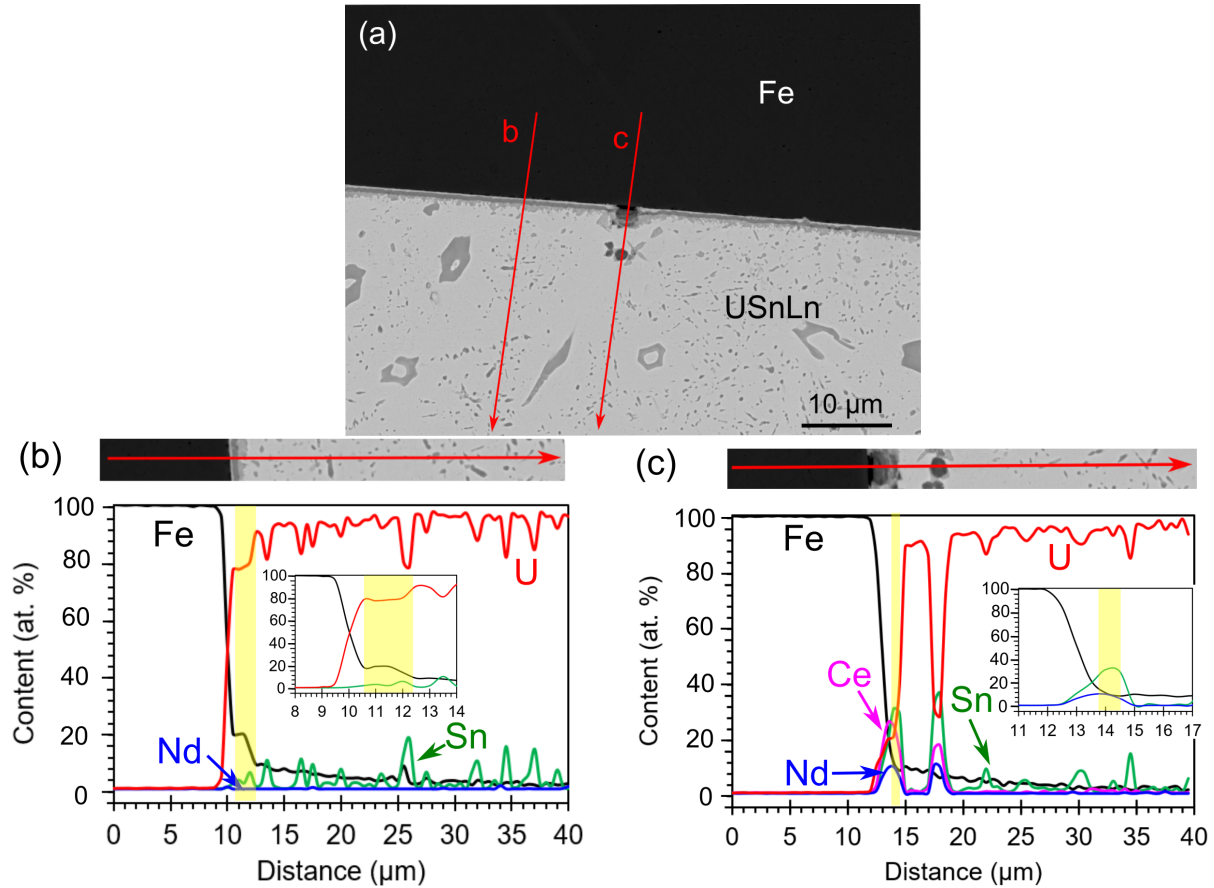 (a)
Fe
b
c
USnLn
10 µm
(b)
(c)
100
80
60
40
20
0
Content (at. %)
Fe
U
Nd
Sn
100
80
60
40
20
0
8 9 10 11 12 13 14
0 5 10 15 20 25 30 35 40
Distance (µm)
100
80
60
40
20
0
Content (at. %)
Fe
U
Ce
Nd
Sn
100
80
60
40
20
0
11 12 13 14 15 16 17
0 5 10 15 20 25 30 35 40
Distance (µm)